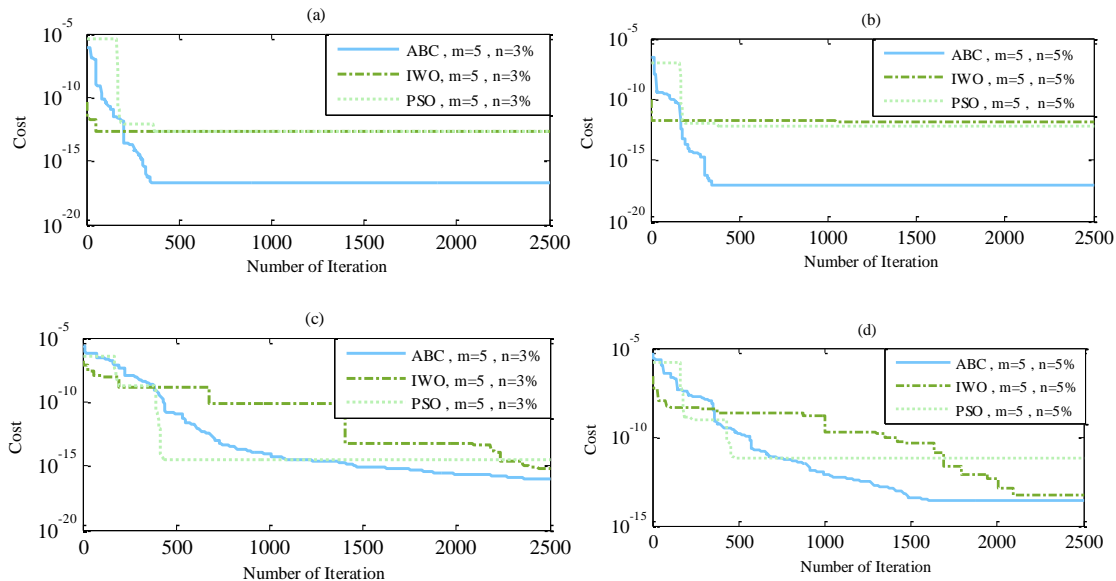 (a)
10^-5
10^-10
10^-15
10^-20
Cost
0 500 1000 1500 2000 2500
Number of Iteration
ABC , m=5 , n=3%
IWO , m=5 , n=3%
PSO , m=5 , n=3%
(b)
10^-5
10^-10
10^-15
10^-20
Cost
0 500 1000 1500 2000 2500
Number of Iteration
ABC , m=5 , n=5%
IWO , m=5 , n=5%
PSO , m=5 , n=5%
(c)
10^-5
10^-10
10^-15
10^-20
Cost
0 500 1000 1500 2000 2500
Number of Iteration
ABC , m=5 , n=3%
IWO, m=5 , n=3%
PSO , m=5 , n=3%
(d)
10^-5
10^-10
10^-15
Cost
0 500 1000 1500 2000 2500
Number of Iteration
ABC , m=5 , n=5%
IWO , m=5 , n=5%
PSO , m=5 , n=5%